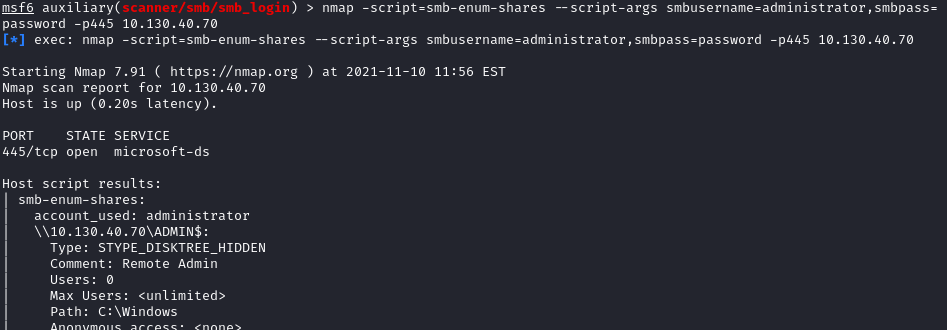 msf6 auxiliary(scanner/smb/smb_login) > nmap -script=smb-enum-shares --script-args smbusername=administrator,smbpass=
password -p445 10.130.40.70
[*] exec: nmap -script=smb-enum-shares --script-args smbusername=administrator,smbpass=password -p445 10.130.40.70
Starting Nmap 7.91 ( https://nmap.org ) at 2021-11-10 11:56 EST
Nmap scan report for 10.130.40.70
Host is up (0.20s latency).
PORT    STATE SERVICE
445/tcp open  microsoft-ds
Host script results:
| smb-enum-shares:
|   account_used: administrator
|   \\10.130.40.70\ADMIN$:
|     Type: STYPE_DISKTREE_HIDDEN
|     Comment: Remote Admin
|     Users: 0
|     Max Users: <unlimited>
|     Path: C:\Windows
|     Anonymous access: <none>